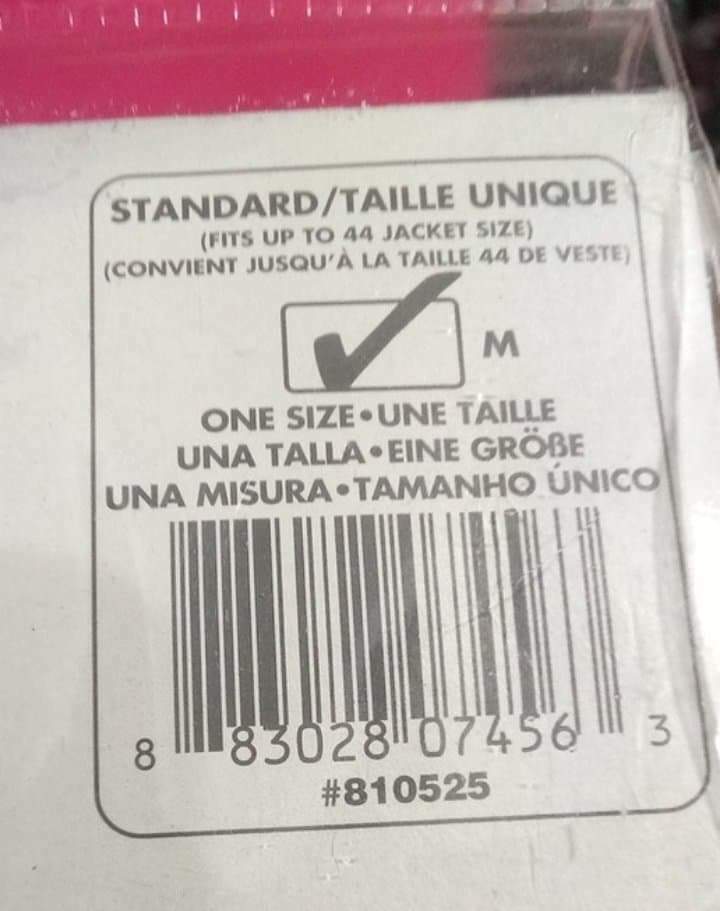 STANDARD/TAILLE UNIQUE
(FITS UP TO 44 JACKET SIZE)
(CONVIENT JUSQU'À LA TAILLE 44 DE VESTE)
M
ONE SIZE•UNE TAILLE
UNA TALLA•EINE GRÖßE
UNA MISURA•TAMANHO ÚNICO
8 83028 07456 3
#810525